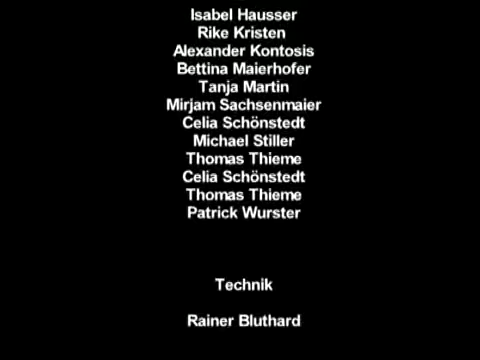 Isabel Hausser
Rike Kristen
Alexander Kontosis
Bettina Maierhofer
Tanja Martin
Mirjam Sachsenmaier
Celia Schönstedt
Michael Stiller
Thomas Thieme
Celia Schönstedt
Thomas Thieme
Patrick Wurster
Technik
Rainer Bluthard